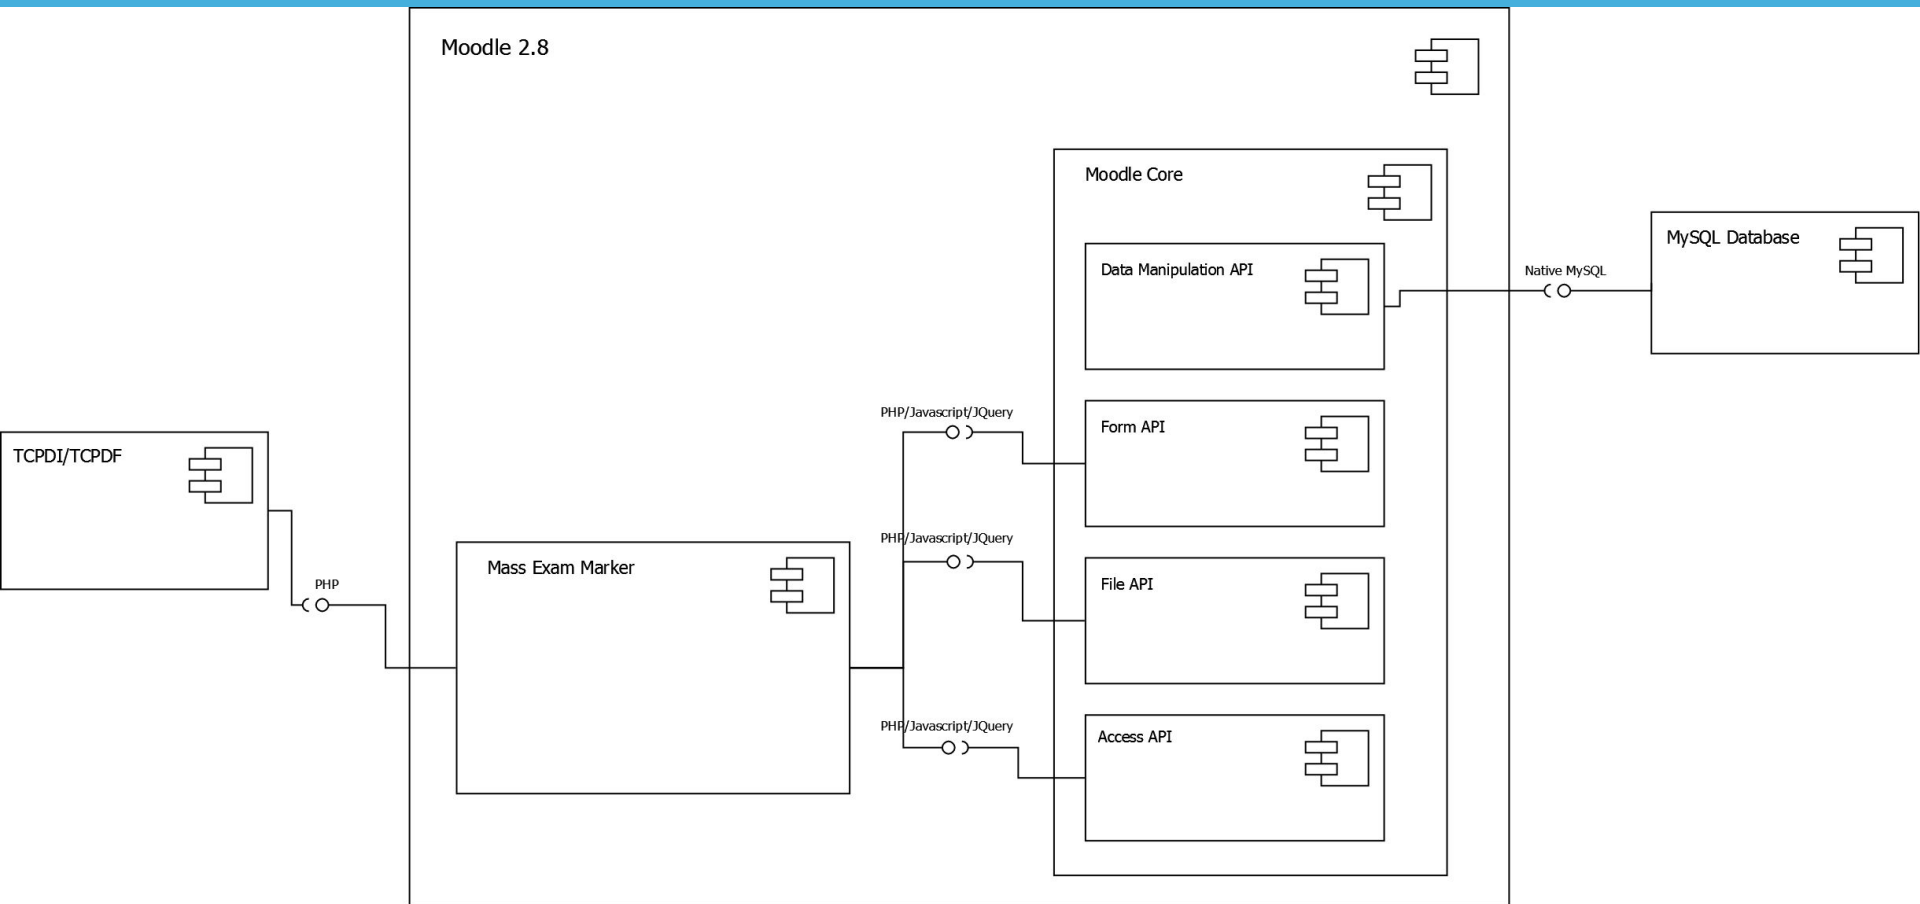 Moodle 2.8
Moodle Core
Data Manipulation API
Native MySQL
MySQL Database
PHP/Javascript/JQuery
Form API
TCPDI/TCPDF
PHP
Mass Exam Marker
PHP/Javascript/JQuery
File API
PHP/Javascript/JQuery
Access API